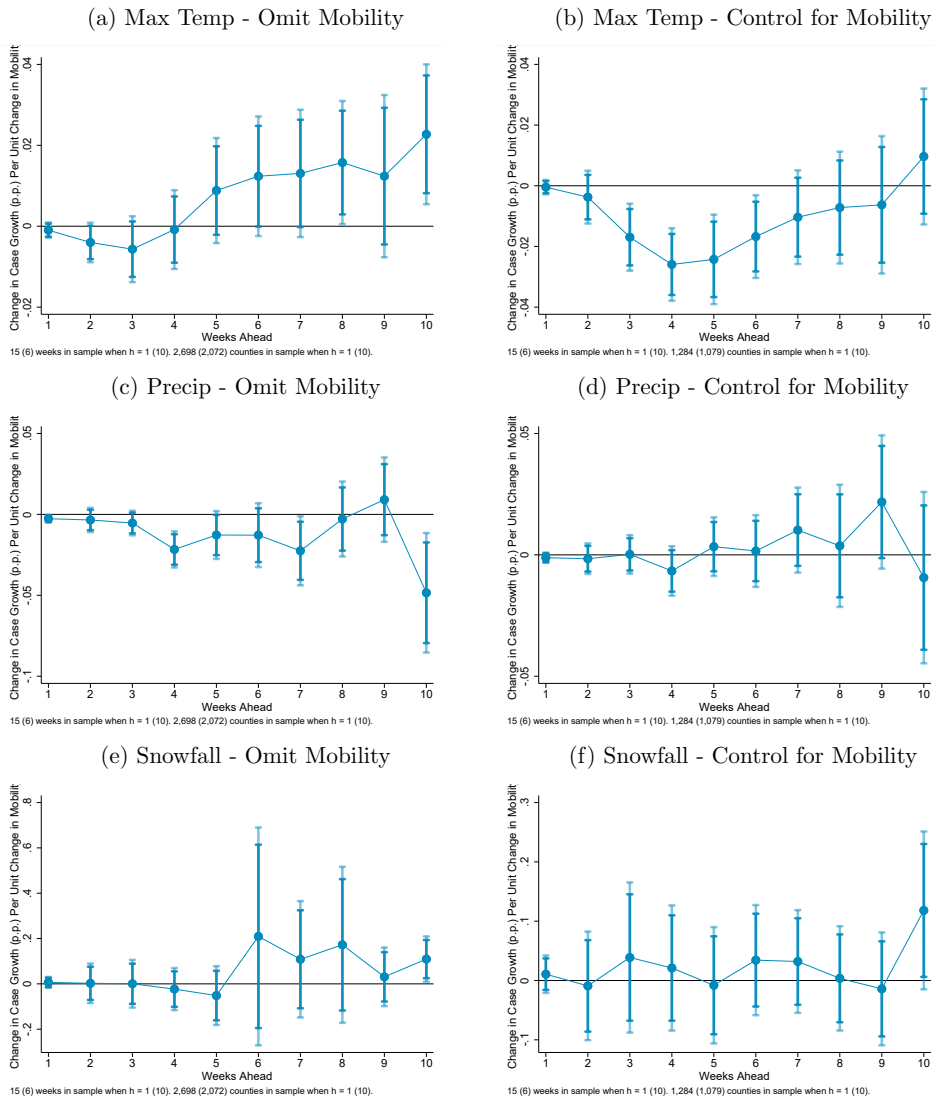 (a) Max Temp - Omit Mobility
Change in Case Growth (p.p.) Per Unit Change in Mobilit
.04
.02
0
-.02
1 2 3 4 5 6 7 8 9 10
Weeks Ahead
15 (6) weeks in sample when h = 1 (10). 2,698 (2,072) counties in sample when h = 1 (10).
(b) Max Temp - Control for Mobility
Change in Case Growth (p.p.) Per Unit Change in Mobilit
.04
.02
0
-.02
-.04
1 2 3 4 5 6 7 8 9 10
Weeks Ahead
15 (6) weeks in sample when h = 1 (10). 1,284 (1,079) counties in sample when h = 1 (10).
(c) Precip - Omit Mobility
Change in Case Growth (p.p.) Per Unit Change in Mobilit
.05
0
-.05
-.1
1 2 3 4 5 6 7 8 9 10
Weeks Ahead
15 (6) weeks in sample when h = 1 (10). 2,698 (2,072) counties in sample when h = 1 (10).
(d) Precip - Control for Mobility
Change in Case Growth (p.p.) Per Unit Change in Mobilit
.05
0
-.05
1 2 3 4 5 6 7 8 9 10
Weeks Ahead
15 (6) weeks in sample when h = 1 (10). 1,284 (1,079) counties in sample when h = 1 (10).
(e) Snowfall - Omit Mobility
Change in Case Growth (p.p.) Per Unit Change in Mobilit
.8
.6
.4
.2
0
-.2
1 2 3 4 5 6 7 8 9 10
Weeks Ahead
15 (6) weeks in sample when h = 1 (10). 2,698 (2,072) counties in sample when h = 1 (10).
(f) Snowfall - Control for Mobility
Change in Case Growth (p.p.) Per Unit Change in Mobilit
.3
.2
.1
0
-.1
1 2 3 4 5 6 7 8 9 10
Weeks Ahead
15 (6) weeks in sample when h = 1 (10). 1,284 (1,079) counties in sample when h = 1 (10).